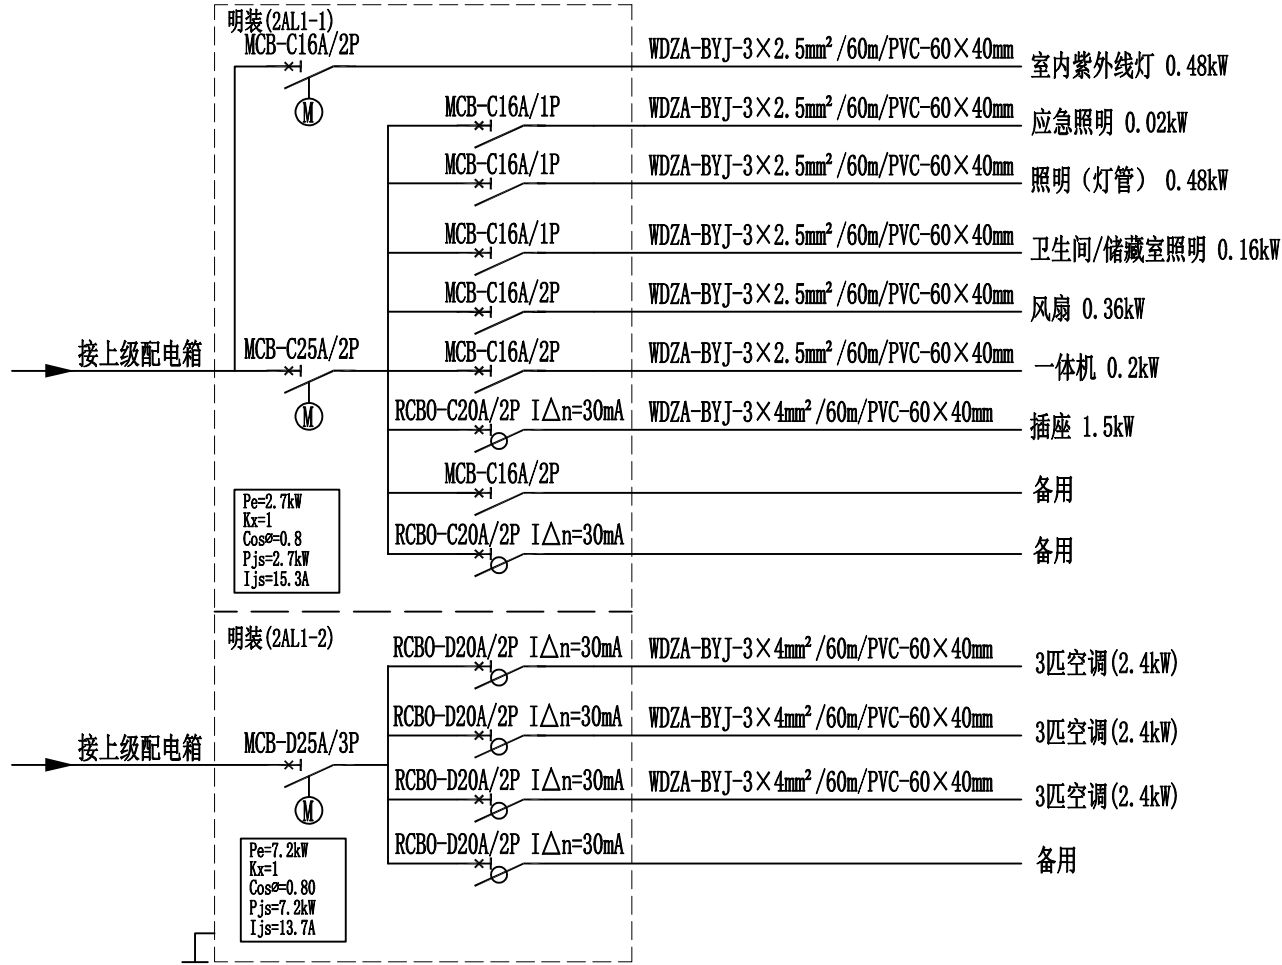 明装(2AL1-1)
MCB-C16A/2P
WDZA-BYJ-3×2.5mm²/60m/PVC-60×40mm
室内紫外线灯 0.48kW
M
MCB-C16A/1P
WDZA-BYJ-3×2.5mm²/60m/PVC-60×40mm
应急照明 0.02kW
MCB-C16A/1P
WDZA-BYJ-3×2.5mm²/60m/PVC-60×40mm
照明（灯管） 0.48kW
MCB-C16A/1P
WDZA-BYJ-3×2.5mm²/60m/PVC-60×40mm
卫生间/储藏室照明 0.16kW
MCB-C16A/2P
WDZA-BYJ-3×2.5mm²/60m/PVC-60×40mm
风扇 0.36kW
接上级配电箱
MCB-C25A/2P
M
MCB-C16A/2P
WDZA-BYJ-3×2.5mm²/60m/PVC-60×40mm
一体机 0.2kW
RCBO-C20A/2P I△n=30mA
WDZA-BYJ-3×4mm²/60m/PVC-60×40mm
插座 1.5kW
MCB-C16A/2P
备用
RCBO-C20A/2P I△n=30mA
备用
Pe=2.7kW
Kx=1
Cosø=0.8
Pjs=2.7kW
Ijs=15.3A
明装(2AL1-2)
RCBO-D20A/2P I△n=30mA
WDZA-BYJ-3×4mm²/60m/PVC-60×40mm
3匹空调(2.4kW)
RCBO-D20A/2P I△n=30mA
WDZA-BYJ-3×4mm²/60m/PVC-60×40mm
3匹空调(2.4kW)
接上级配电箱
MCB-D25A/3P
M
RCBO-D20A/2P I△n=30mA
WDZA-BYJ-3×4mm²/60m/PVC-60×40mm
3匹空调(2.4kW)
RCBO-D20A/2P I△n=30mA
备用
Pe=7.2kW
Kx=1
Cosø=0.80
Pjs=7.2kW
Ijs=13.7A